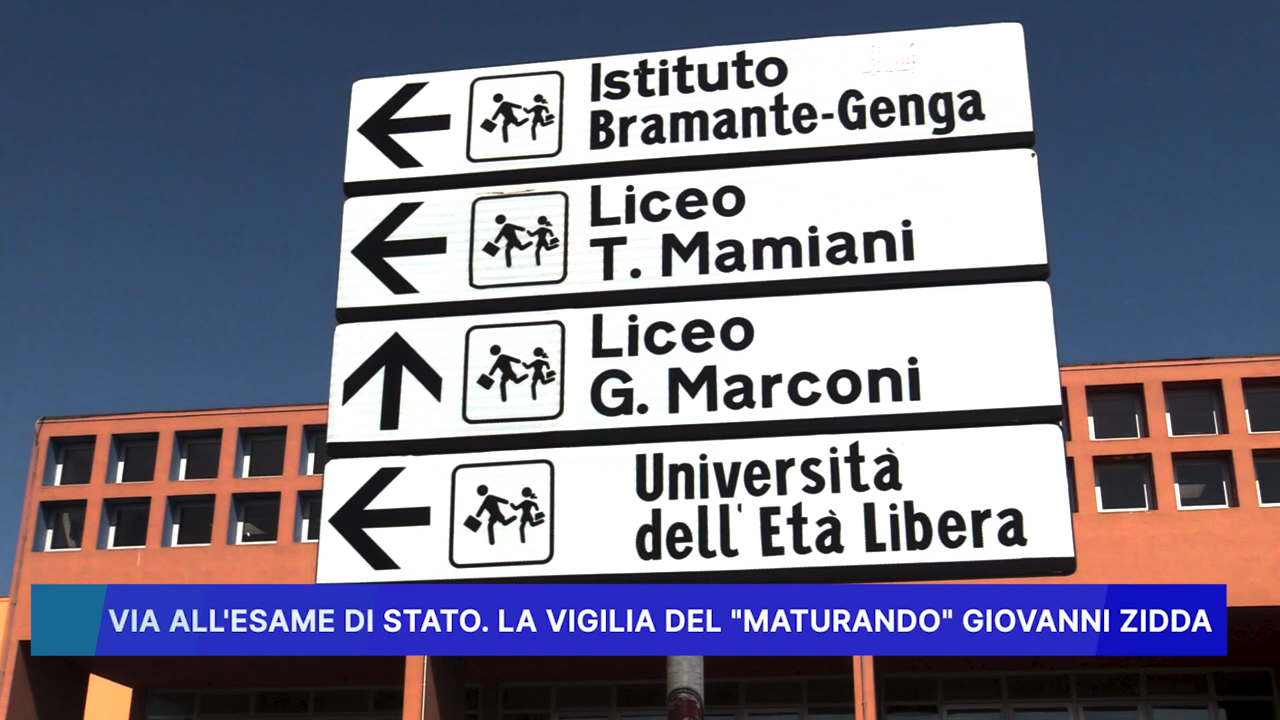 Istituto
Bramante-Genga
Liceo
T. Mamiani
Liceo
G. Marconi
Università
dell' Età Libera
VIA ALL'ESAME DI STATO. LA VIGILIA DEL "MATURANDO" GIOVANNI ZIDDA